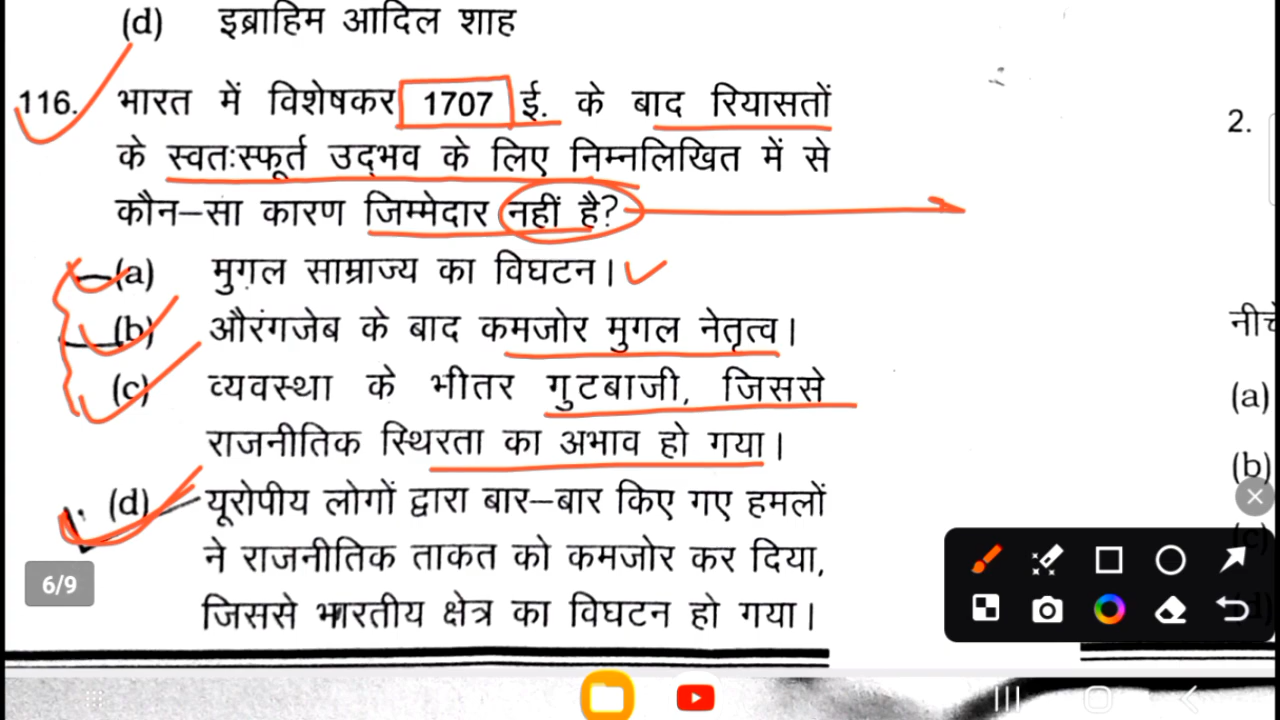 (d) इब्राहिम आदिल शाह
116. भारत में विशेषकर 1707 ई. के बाद रियासतों
के स्वतःस्फूर्त उद्भव के लिए निम्नलिखित में से
कौन-सा कारण जिम्मेदार नहीं है?
(a) मुगल साम्राज्य का विघटन।
(b) औरंगजेब के बाद कमजोर मुगल नेतृत्व।
(c) व्यवस्था के भीतर गुटबाजी, जिससे
राजनीतिक स्थिरता का अभाव हो गया।
(d) यूरोपीय लोगों द्वारा बार-बार किए गए हमलों
ने राजनीतिक ताकत को कमजोर कर दिया,
जिससे भारतीय क्षेत्र का विघटन हो गया।
6/9
2.
(a)
(b)
(c)
(d)